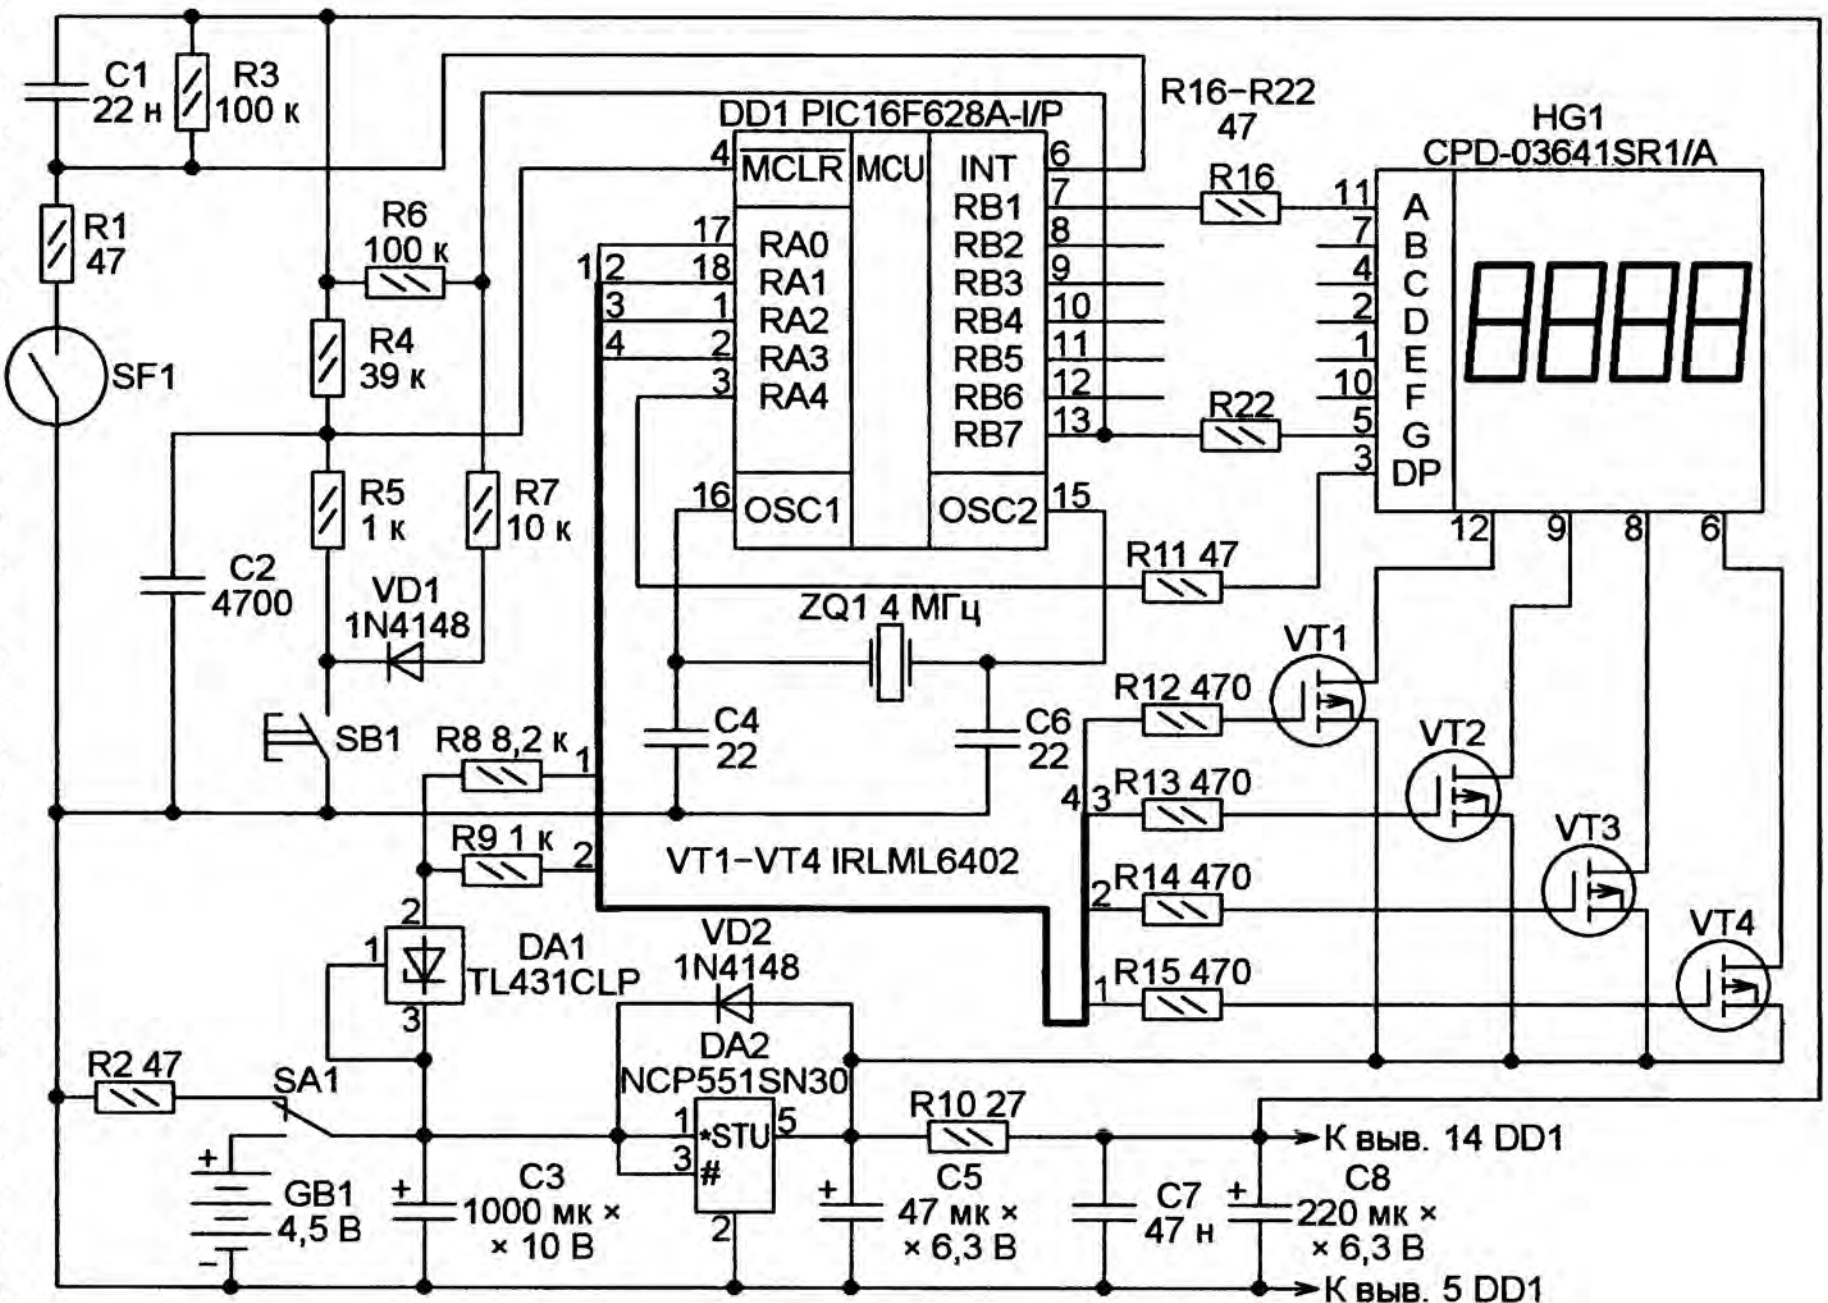 C1
22 н
R3
100 к
R1
47
SF1
R6
100 к
R4
39 к
R5
1 к
R7
10 к
C2
4700
VD1
1N4148
SB1
DD1 PIC16F628A-I/P
4 MCLR MCU INT 6
RB1 7
17 RA0 RB2 8
1 2 18 RA1 RB3 9
3 1 RA2 RB4 10
4 2 RA3 RB5 11
3 RA4 RB6 12
RB7 13
16 OSC1 OSC2 15
R16–R22
47
R16
R22
HG1
CPD-03641SR1/A
11 A
7 B
4 C
2 D
1 E
10 F
5 G
3 DP
12 9 8 6
R11 47
ZQ1 4 МГц
C4
22
C6
22
R8 8,2 к 1
R9 1 к 2
VT1–VT4 IRLML6402
R12 470
4 3 R13 470
2 R14 470
1 R15 470
VT1
VT2
VT3
VT4
2
1
3
DA1
TL431CLP
VD2
1N4148
DA2
NCP551SN30
1 *STU 5
3 #
2
R2 47
SA1
+
GB1
4,5 В
–
+
C3
1000 мк ×
× 10 В
R10 27
+
C5
47 мк ×
× 6,3 В
C7
47 н
+
C8
220 мк ×
× 6,3 В
К выв. 14 DD1
К выв. 5 DD1